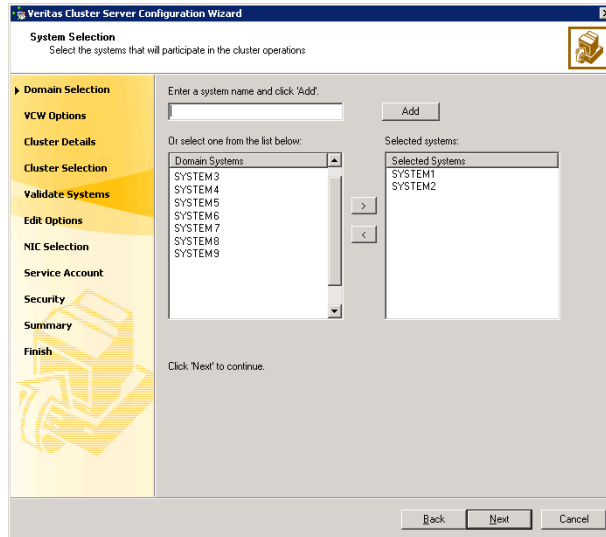 Veritas Cluster Server Configuration Wizard
System Selection
Select the systems that will participate in the cluster operations
Domain Selection
VCW Options
Cluster Details
Cluster Selection
Validate Systems
Edit Options
NIC Selection
Service Account
Security
Summary
Finish
Enter a system name and click 'Add'.
Add
Or select one from the list below:
Domain Systems
SYSTEM3
SYSTEM4
SYSTEM5
SYSTEM6
SYSTEM7
SYSTEM8
SYSTEM9
>
<
Selected systems:
Selected Systems
SYSTEM1
SYSTEM2
Click 'Next' to continue.
Back
Next
Cancel